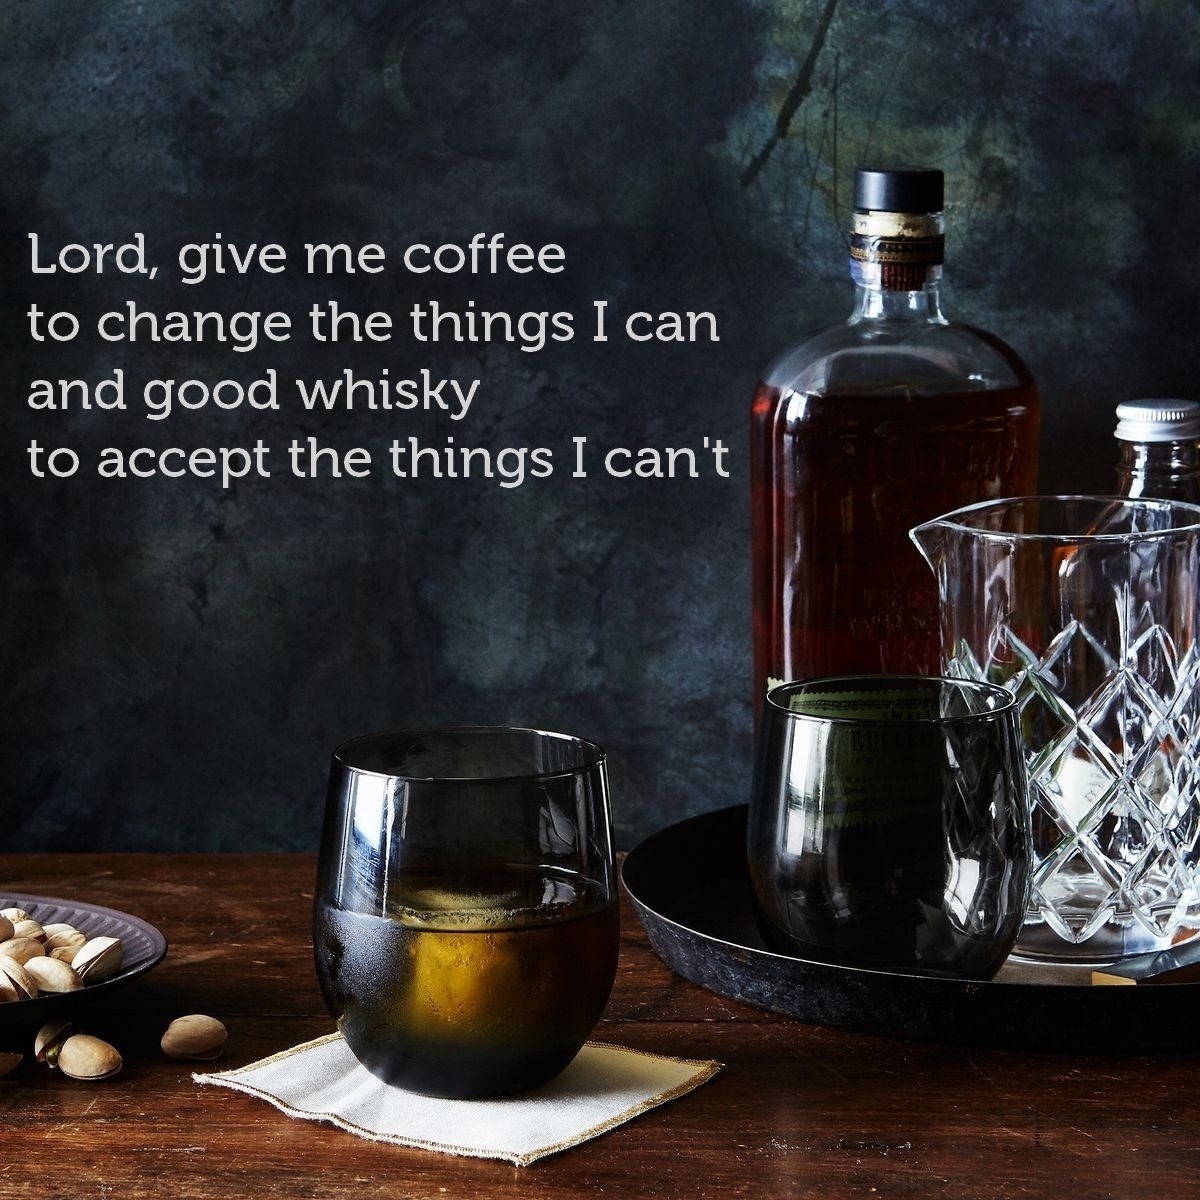 Lord, give me coffee
to change the things I can
and good whisky
to accept the things I can't